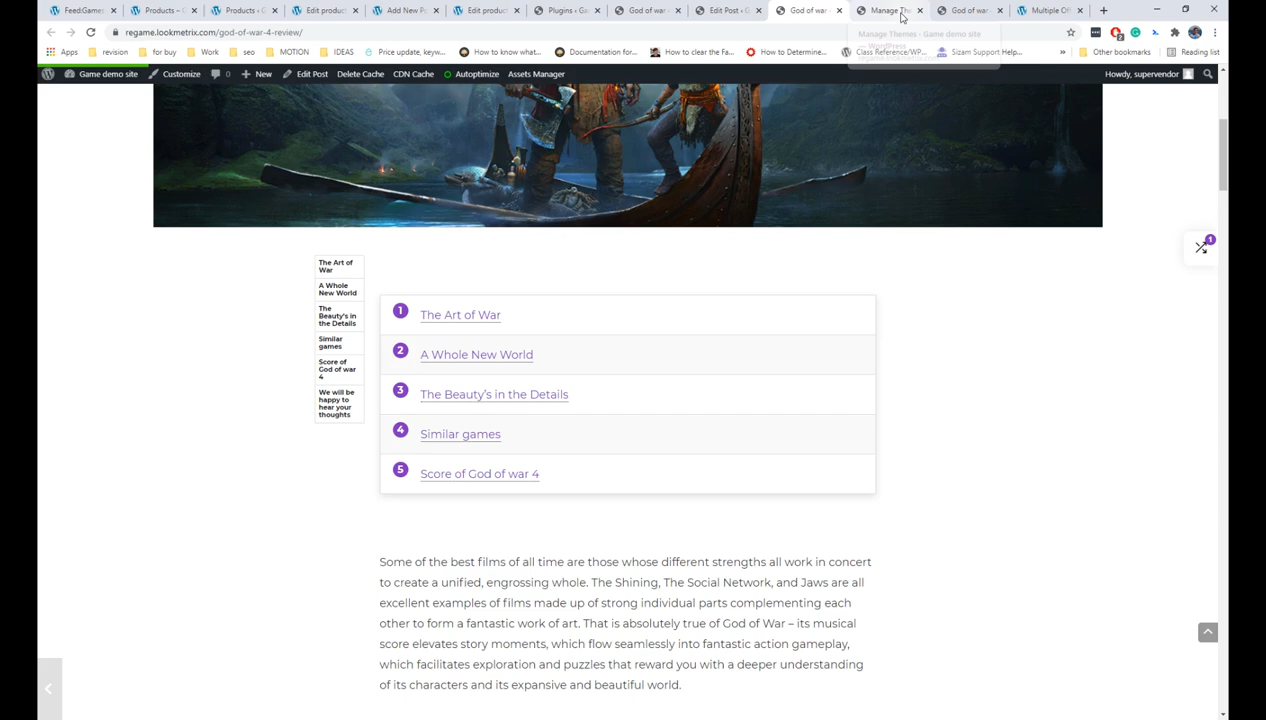 Feed:Games
Products –
Products ‹ G
Edit product
Add New Po
Edit product
Plugins ‹ Ga
God of war
Edit Post ‹ G
God of war
Manage The
God of war
Multiple Off
regame.lookmetrix.com/god-of-war-4-review/
Apps
revision
for buy
Work
seo
MOTION
IDEAS
Price update, keyw...
How to know what...
Documentation for...
How to clear the Fa...
How to Determine...
Class Reference/WP...
Sizam Support Help...
»
Other bookmarks
Reading list
Manage Themes - Game demo site
— WordPress
Game demo site
Customize
0
New
Edit Post
Delete Cache
CDN Cache
Autoptimize
Assets Manager
Howdy, supervendor
1
The Art of
War
A Whole
New World
The
Beauty's in
the Details
Similar
games
Score of
God of war
4
We will be
happy to
hear your
thoughts
1 The Art of War
2 A Whole New World
3 The Beauty's in the Details
4 Similar games
5 Score of God of war 4
Some of the best films of all time are those whose different strengths all work in concert
to create a unified, engrossing whole. The Shining, The Social Network, and Jaws are all
excellent examples of films made up of strong individual parts complementing each
other to form a fantastic work of art. That is absolutely true of God of War – its musical
score elevates story moments, which flow seamlessly into fantastic action gameplay,
which facilitates exploration and puzzles that reward you with a deeper understanding
of its characters and its expansive and beautiful world.